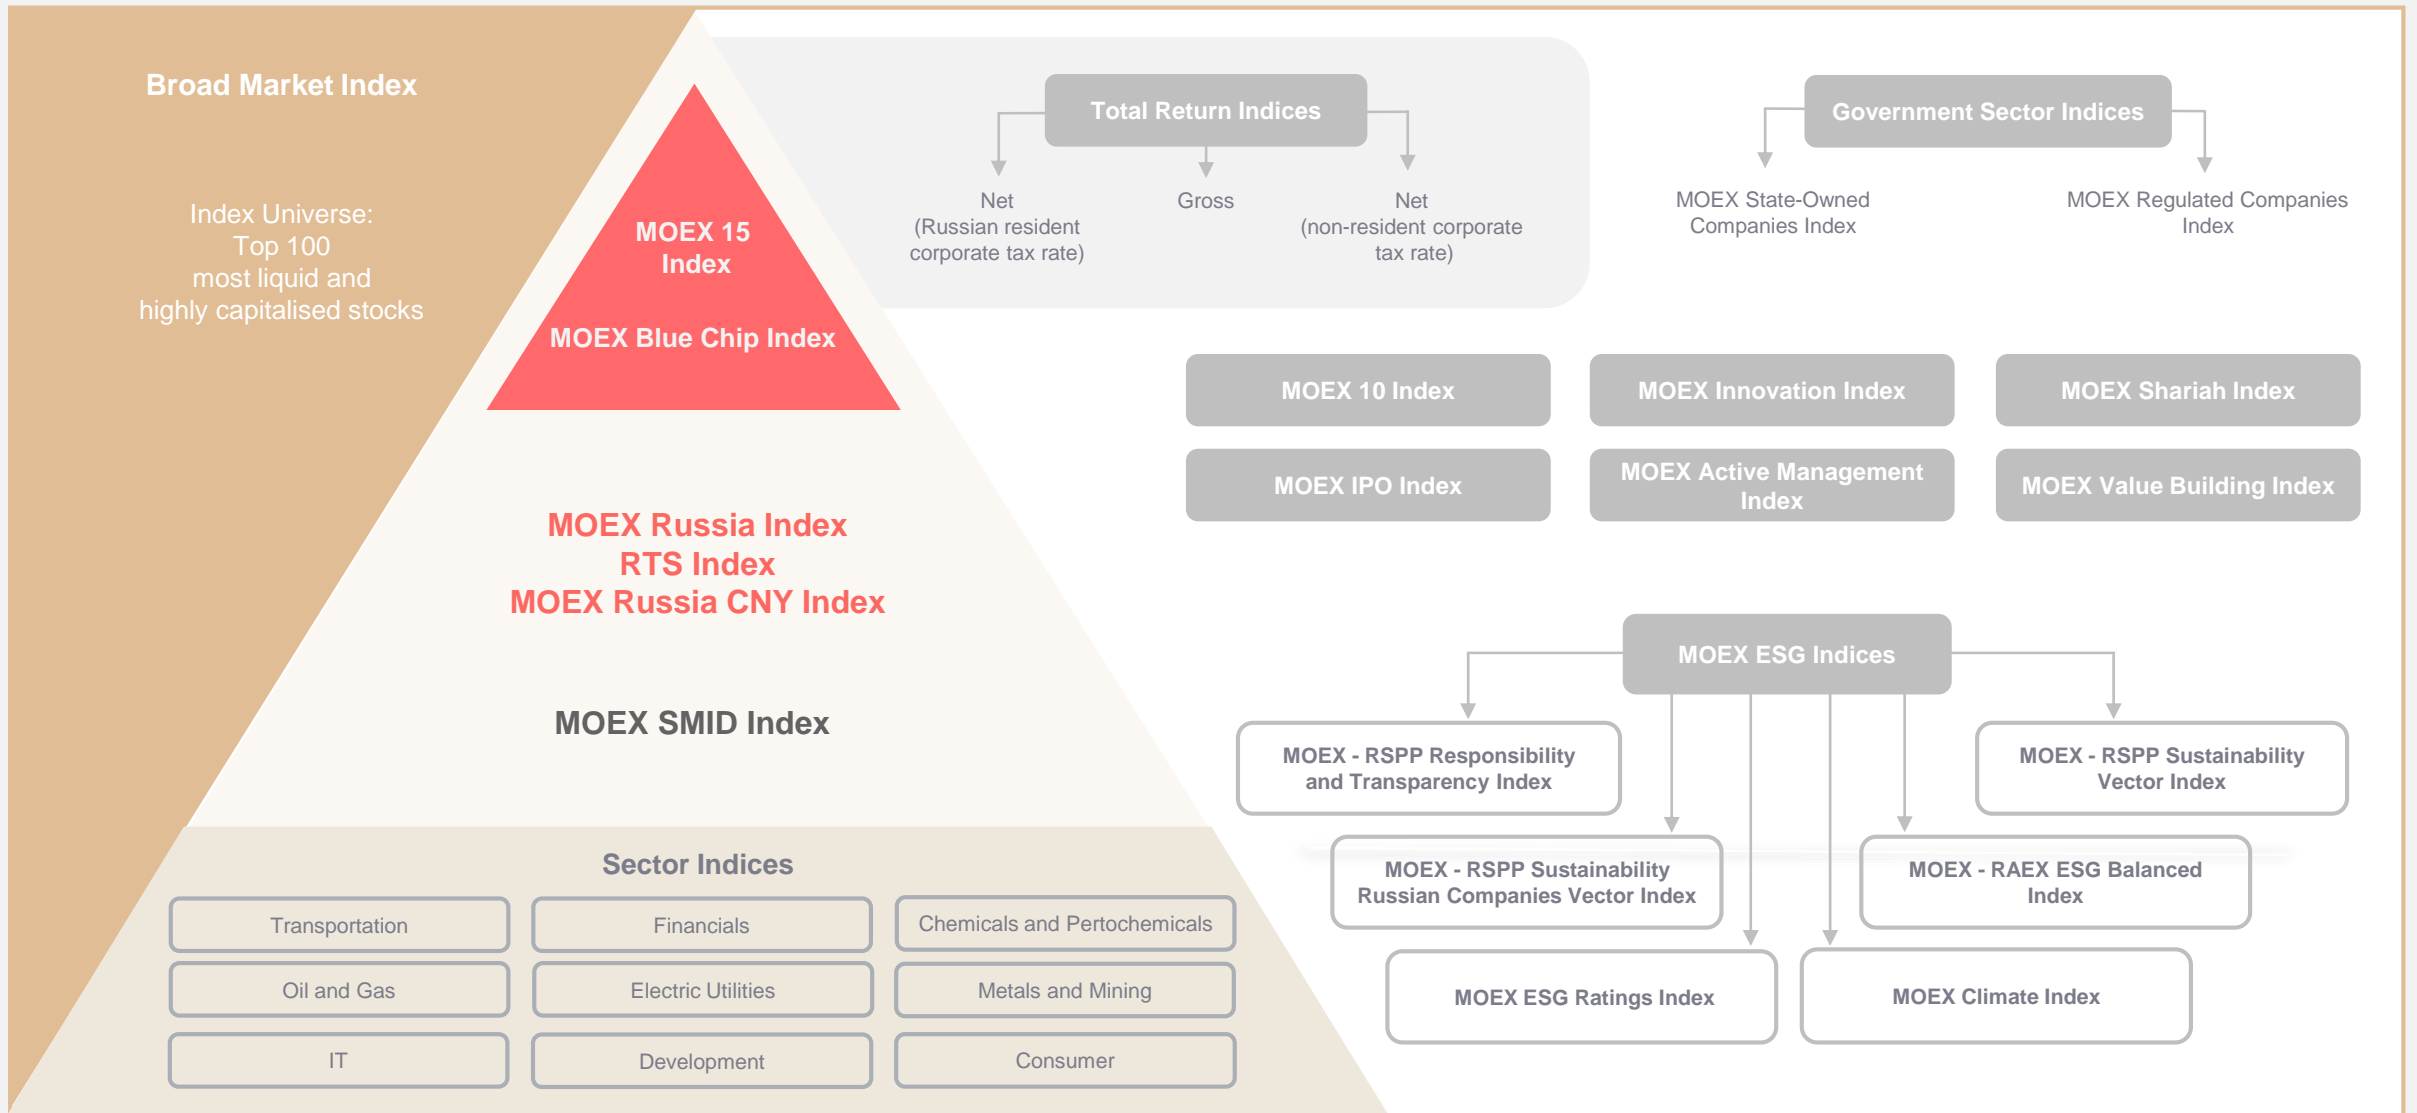 Broad Market Index
Index Universe:
Top 100
most liquid and
highly capitalised stocks
MOEX 15
Index
MOEX Blue Chip Index
MOEX Russia Index
RTS Index
MOEX Russia CNY Index
MOEX SMID Index
Sector Indices
Transportation
Financials
Chemicals and Pertochemicals
Oil and Gas
Electric Utilities
Metals and Mining
IT
Development
Consumer
Total Return Indices
Net
(Russian resident
corporate tax rate)
Gross
Net
(non-resident corporate
tax rate)
Government Sector Indices
MOEX State-Owned
Companies Index
MOEX Regulated Companies
Index
MOEX 10 Index
MOEX Innovation Index
MOEX Shariah Index
MOEX IPO Index
MOEX Active Management
Index
MOEX Value Building Index
MOEX ESG Indices
MOEX - RSPP Responsibility
and Transparency Index
MOEX - RSPP Sustainability
Vector Index
MOEX - RSPP Sustainability
Russian Companies Vector Index
MOEX - RAEX ESG Balanced
Index
MOEX ESG Ratings Index
MOEX Climate Index